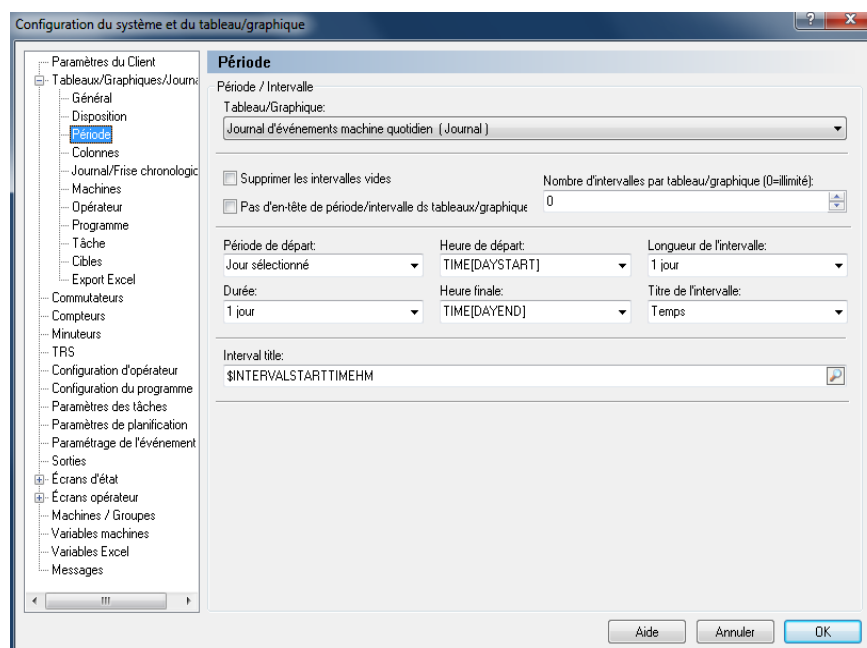 Configuration du système et du tableau/graphique
Paramètres du Client
Tableaux/Graphiques/Journa
Général
Disposition
Période
Colonnes
Journal/Frise chronologic
Machines
Opérateur
Programme
Tâche
Cibles
Export Excel
Commutateurs
Compteurs
Minuteurs
TRS
Configuration d'opérateur
Configuration du programme
Paramètres des tâches
Paramètres de planification
Paramétrage de l'événement
Sorties
Écrans d'état
Écrans opérateur
Machines / Groupes
Variables machines
Variables Excel
Messages
Période
Période / Intervalle
Tableau/Graphique:
Journal d'événements machine quotidien (Journal )
Supprimer les intervalles vides
Pas d'en-tête de période/intervalle ds tableaux/graphique
Nombre d'intervalles par tableau/graphique (0=illimité):
0
Période de départ: Heure de départ: Longueur de l'intervalle:
Jour sélectionné TIME[DAYSTART] 1 jour
Durée: Heure finale: Titre de l'intervalle:
1 jour TIME[DAYEND] Temps
Interval title:
$INTERVALSTARTTIMEHM
Aide Annuler OK